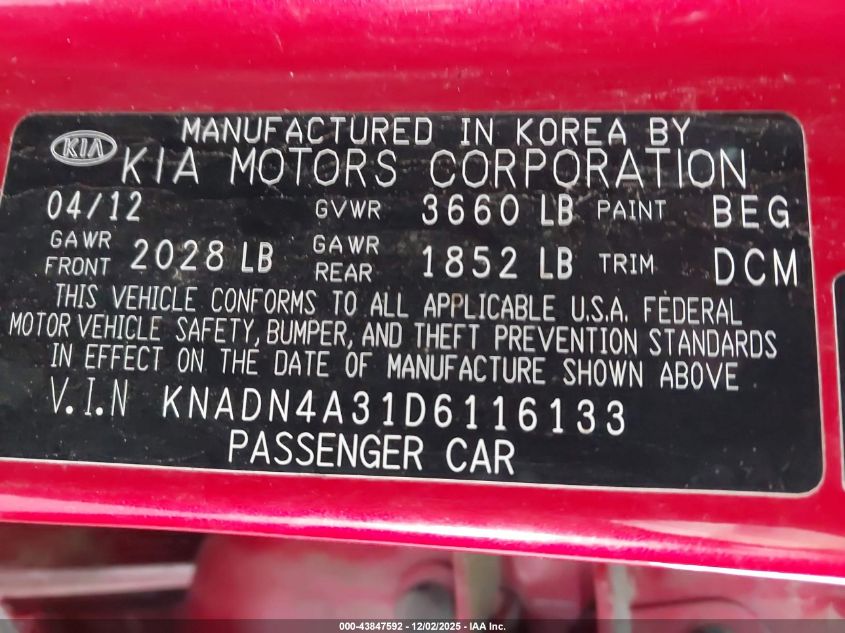 MANUFACTURED IN KOREA BY
KIA KIA MOTORS CORPORATION
04/12 GVWR 3660 LB PAINT BEG
GAWR FRONT 2028 LB GAWR REAR 1852 LB TRIM DCM
THIS VEHICLE CONFORMS TO ALL APPLICABLE U.S.A. FEDERAL
MOTOR VEHICLE SAFETY, BUMPER, AND THEFT PREVENTION STANDARDS
IN EFFECT ON THE DATE OF MANUFACTURE SHOWN ABOVE
V.I.N KNADN4A31D6116133
PASSENGER CAR
000-43847592 - 12/02/2025 - IAA Inc.